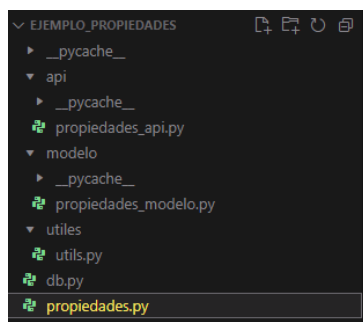 EJEMPLO_PROPIEDADES
__pycache__
api
__pycache__
propiedades_api.py
modelo
__pycache__
propiedades_modelo.py
utiles
utils.py
db.py
propiedades.py